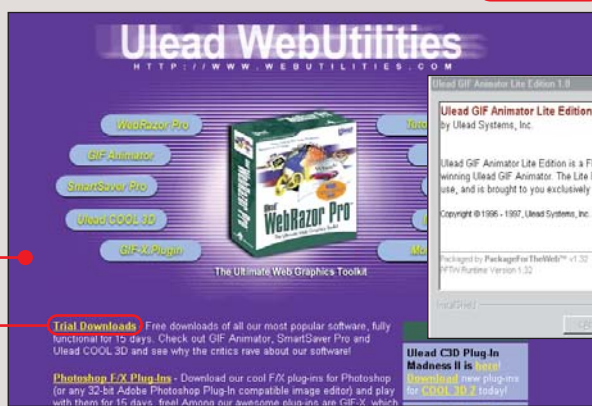 Ulead WebUtilities
HTTP://WWW.WEBUTILITIES.COM
WebRazor Pro
GIF Animator
SmartSaver Pro
Ulead COOL 3D
GIF-X.Plugin
Ulead
WebRazor Pro
The Ultimate Web Graphics Toolkit
Trial Downloads - Free downloads of all our most popular software, fully
functional for 15 days. Check out GIF Animator, SmartSaver Pro and
Ulead COOL 3D and see why the critics rave about our software!
Photoshop F/X Plug-Ins - Download our cool F/X plug-ins for Photoshop
(or any 32-bit Adobe Photoshop Plug-In compatible image editor) and play
with them for 15 days, free! Among our awesome plug-ins are GIF-X, which
Ulead C3D Plug-In
Madness II is here!
Download new plug-ins
for COOL 3D 2 today!
Ulead GIF Animator Lite Edition 1.0
Ulead GIF Animator Lite Edition
by Ulead Systems, Inc.
Ulead GIF Animator Lite Edition is a
winning Ulead GIF Animator. The Lite
use, and is brought to you exclusively
Copyright © 1996 - 1997, Ulead Systems, Inc.
Packaged by PackageForTheWeb™ v1.32
PFTW Runtime Version 1.32
InstallShield